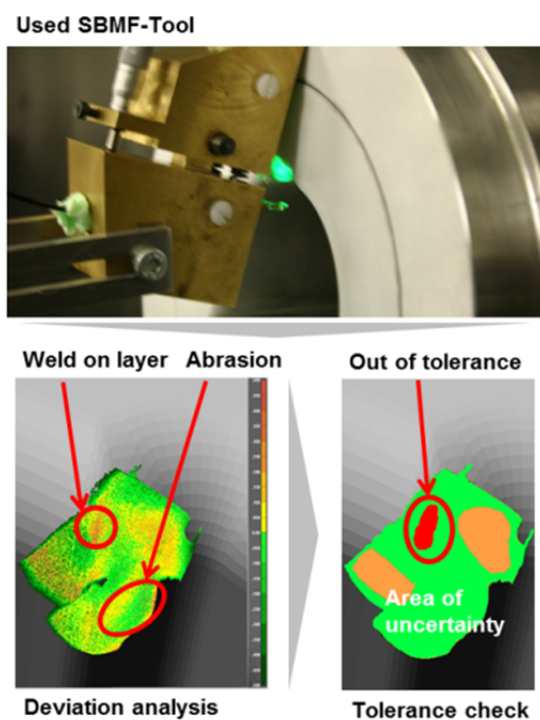 Used SBMF-Tool
Weld on layer
Abrasion
Out of tolerance
Area of
uncertainty
Deviation analysis
Tolerance check